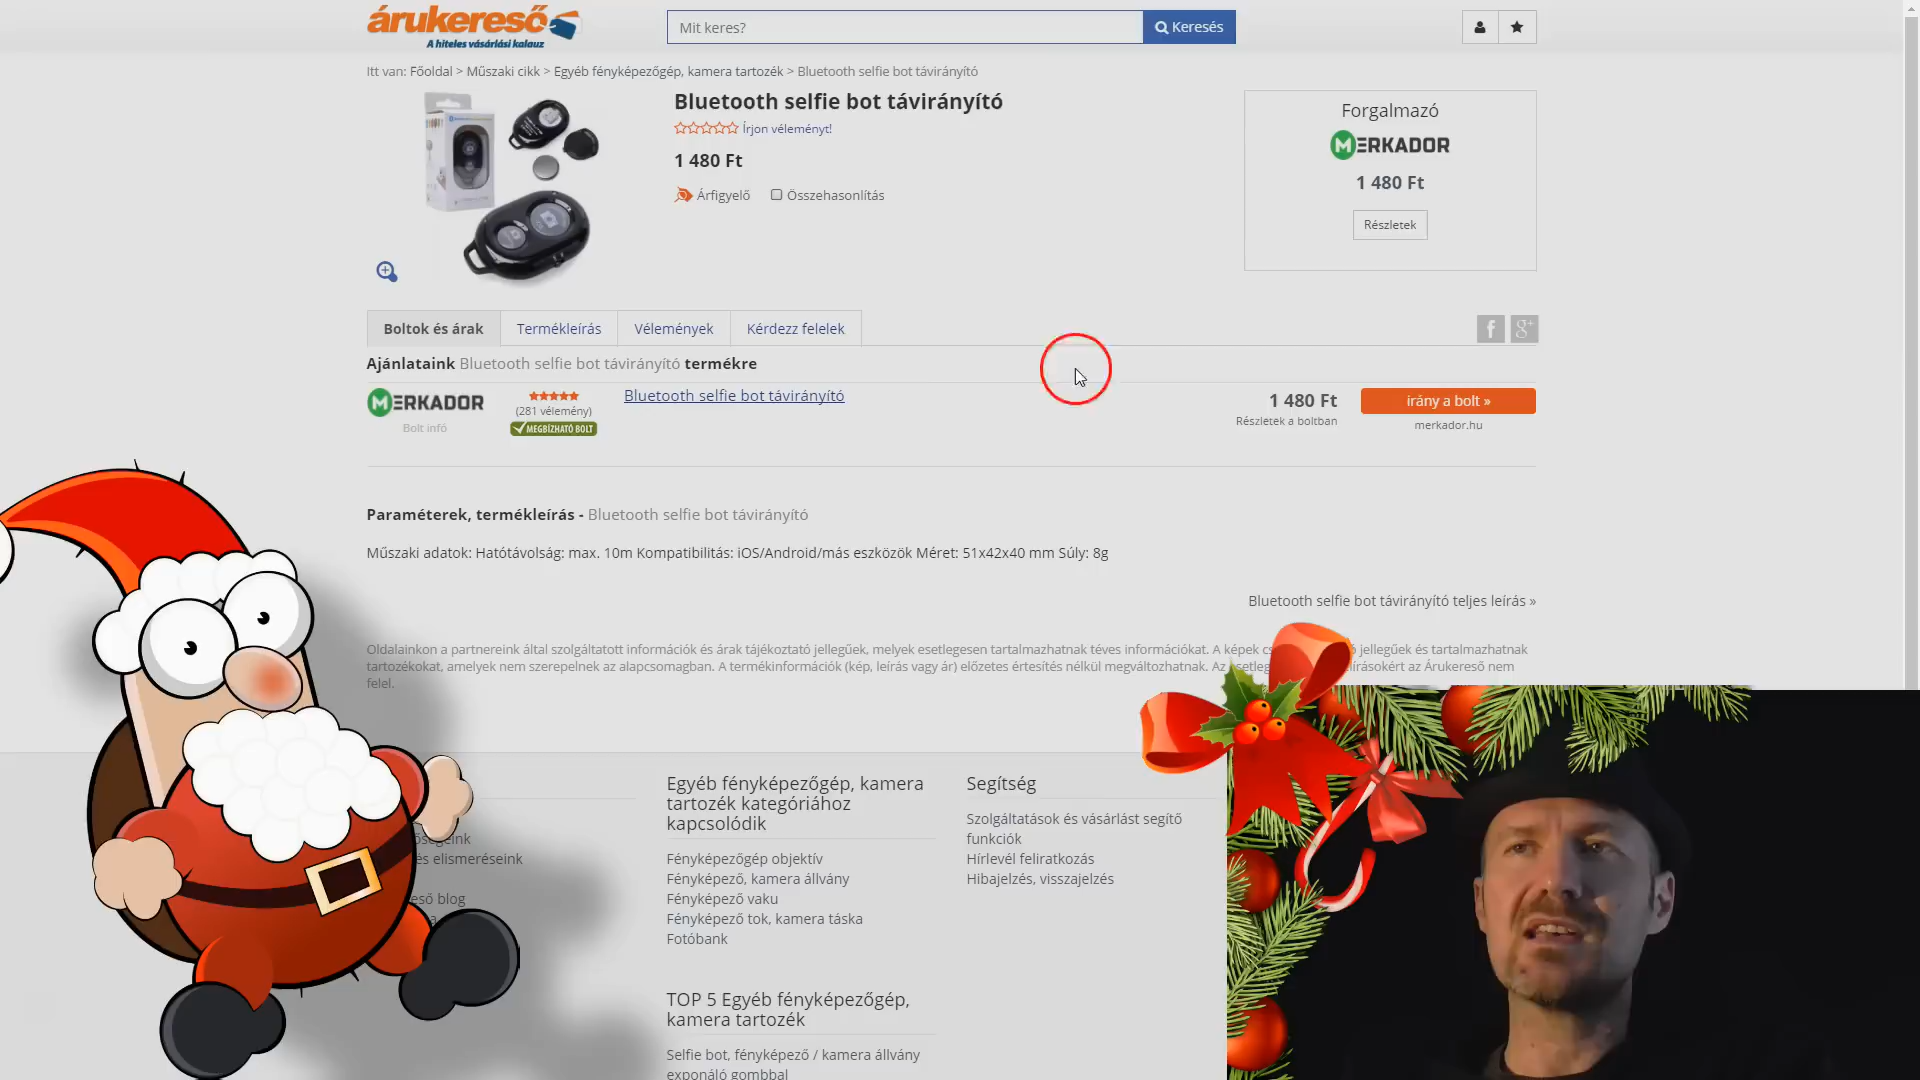 árukereső
A hiteles vásárlási kalauz
Mit keres?
Keresés
Itt van: Főoldal > Műszaki cikk > Egyéb fényképezőgép, kamera tartozék > Bluetooth selfie bot távirányító
Bluetooth selfie bot távirányító
Írjon véleményt!
1 480 Ft
Árfigyelő
Összehasonlítás
Forgalmazó
MERKADOR
1 480 Ft
Részletek
Boltok és árak
Termékleírás
Vélemények
Kérdezz felelek
f
g+
Ajánlataink Bluetooth selfie bot távirányító termékre
MERKADOR
Bolt infó
(281 vélemény)
MEGBÍZHATÓ BOLT
Bluetooth selfie bot távirányító
1 480 Ft
Részletek a boltban
irány a bolt »
merkador.hu
Paraméterek, termékleírás - Bluetooth selfie bot távirányító
Műszaki adatok: Hatótávolság: max. 10m Kompatibilitás: iOS/Android/más eszközök Méret: 51x42x40 mm Súly: 8g
Bluetooth selfie bot távirányító teljes leírás »
Oldalainkon a partnereink által szolgáltatott információk és árak tájékoztató jellegűek, melyek esetlegesen tartalmazhatnak téves információkat. A képek jellegűek és tartalmazhatnak
tartozékokat, amelyek nem szerepelnek az alapcsomagban. A termékinformációk (kép, leírás vagy ár) előzetes értesítés nélkül megváltozhatnak. Az az Árukereső nem
felel.
és elismeréseink
blog
Egyéb fényképezőgép, kamera
tartozék kategóriához
kapcsolódik
Fényképezőgép objektív
Fényképező, kamera állvány
Fényképező vaku
Fényképező tok, kamera táska
Fotóbank
TOP 5 Egyéb fényképezőgép,
kamera tartozék
Selfie bot, fényképező / kamera állvány
exponáló gombbal
Segítség
Szolgáltatások és vásárlást segítő
funkciók
Hírlevél feliratkozás
Hibajelzés, visszajelzés